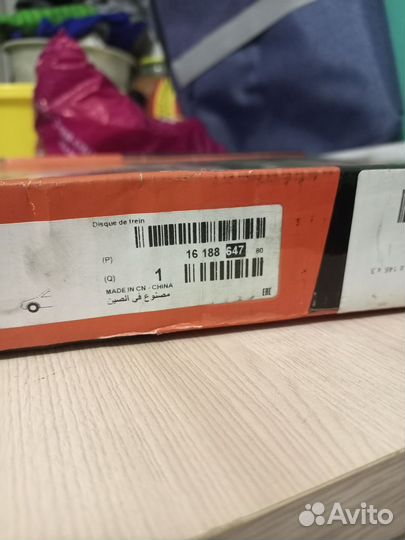 Disque de frein
(P)
16 188 647 80
(Q)
1
MADE IN CN - CHINA
مصنوع في الصين
EAC
Avito